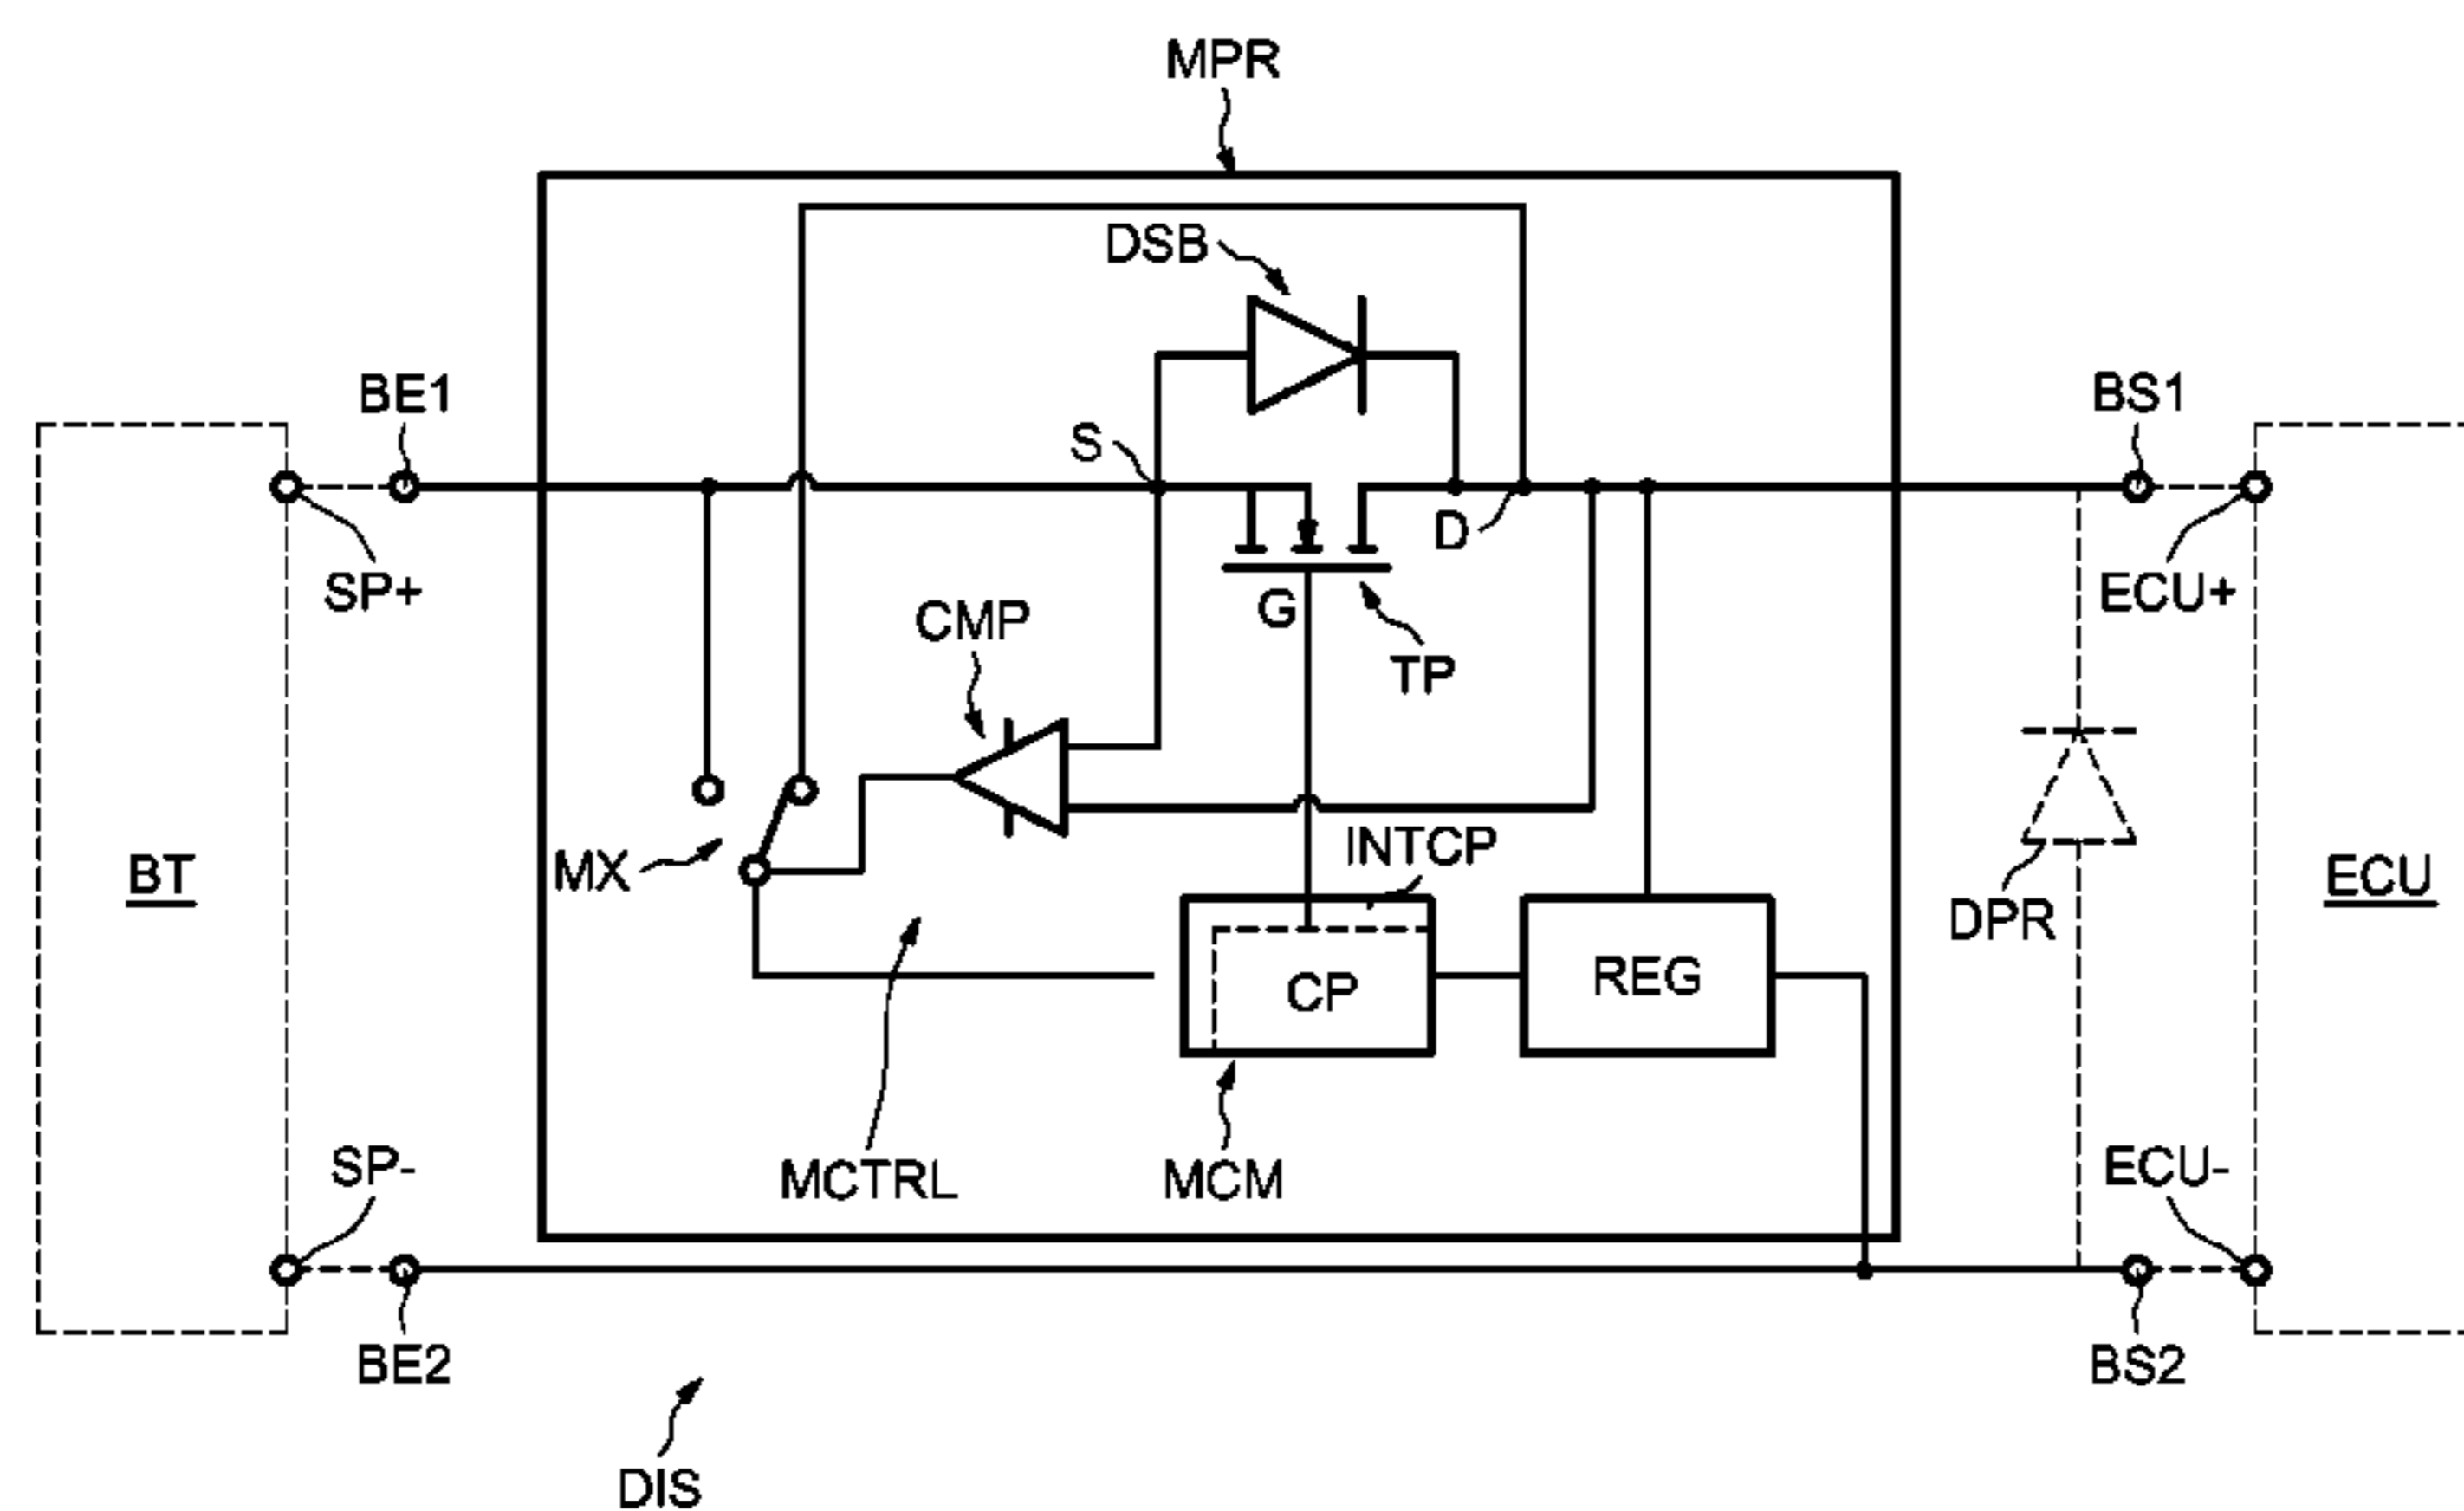 MPR
DSB
BE1
BS1
S
D
SP+
G
ECU+
CMP
TP
INTCP
MX
BT
ECU
DPR
CP
REG
SP-
MCTRL
MCM
ECU-
BE2
BS2
DIS